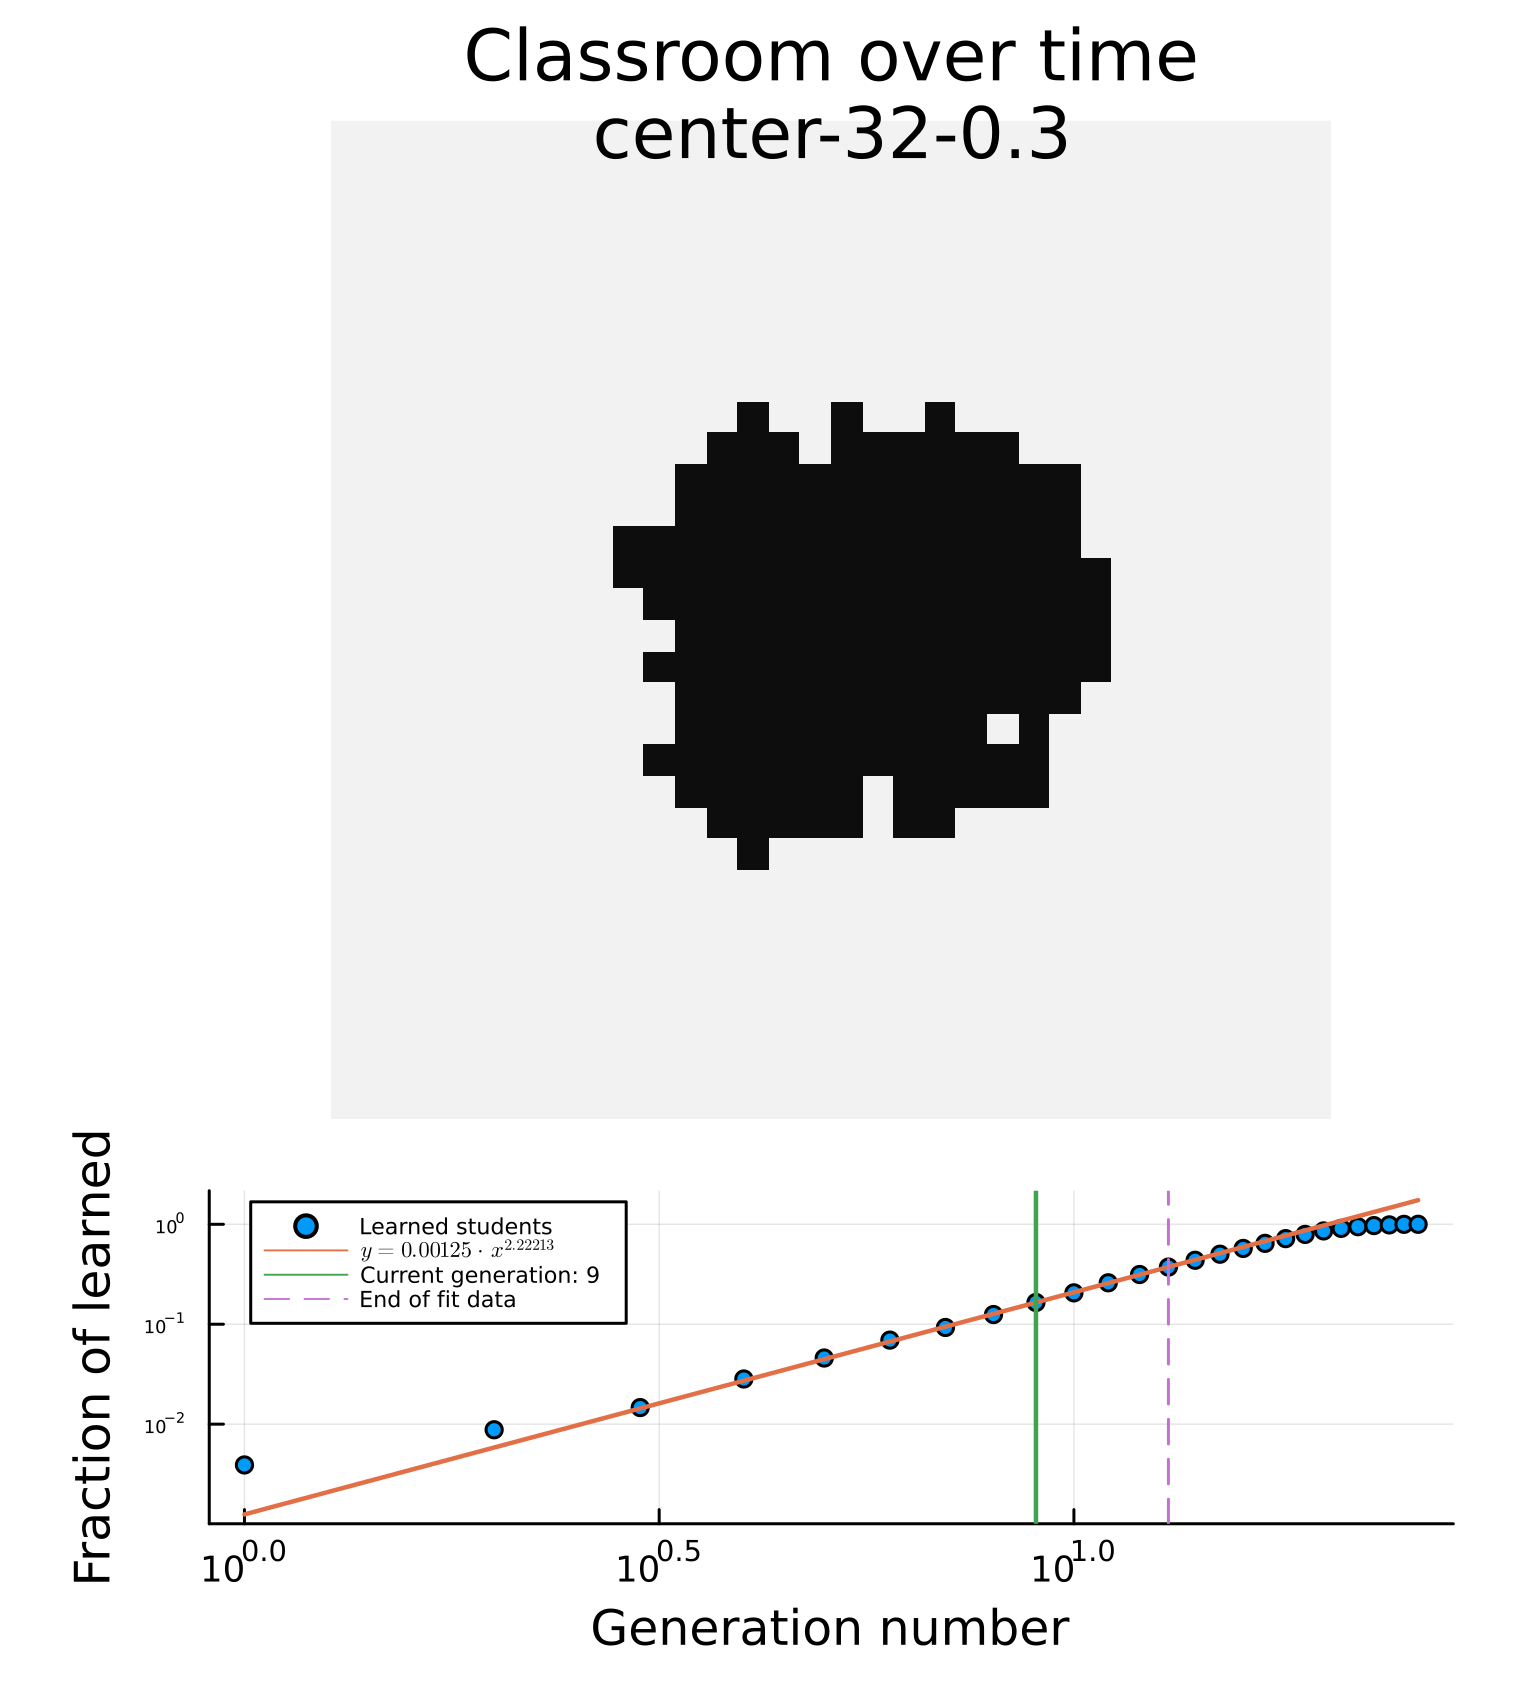 Classroom over time
center-32-0.3
Fraction of learned
10^0
10^−1
10^−2
Learned students
y = 0.00125 · x^2.22213
Current generation: 9
End of fit data
10^0.0
10^0.5
10^1.0
Generation number